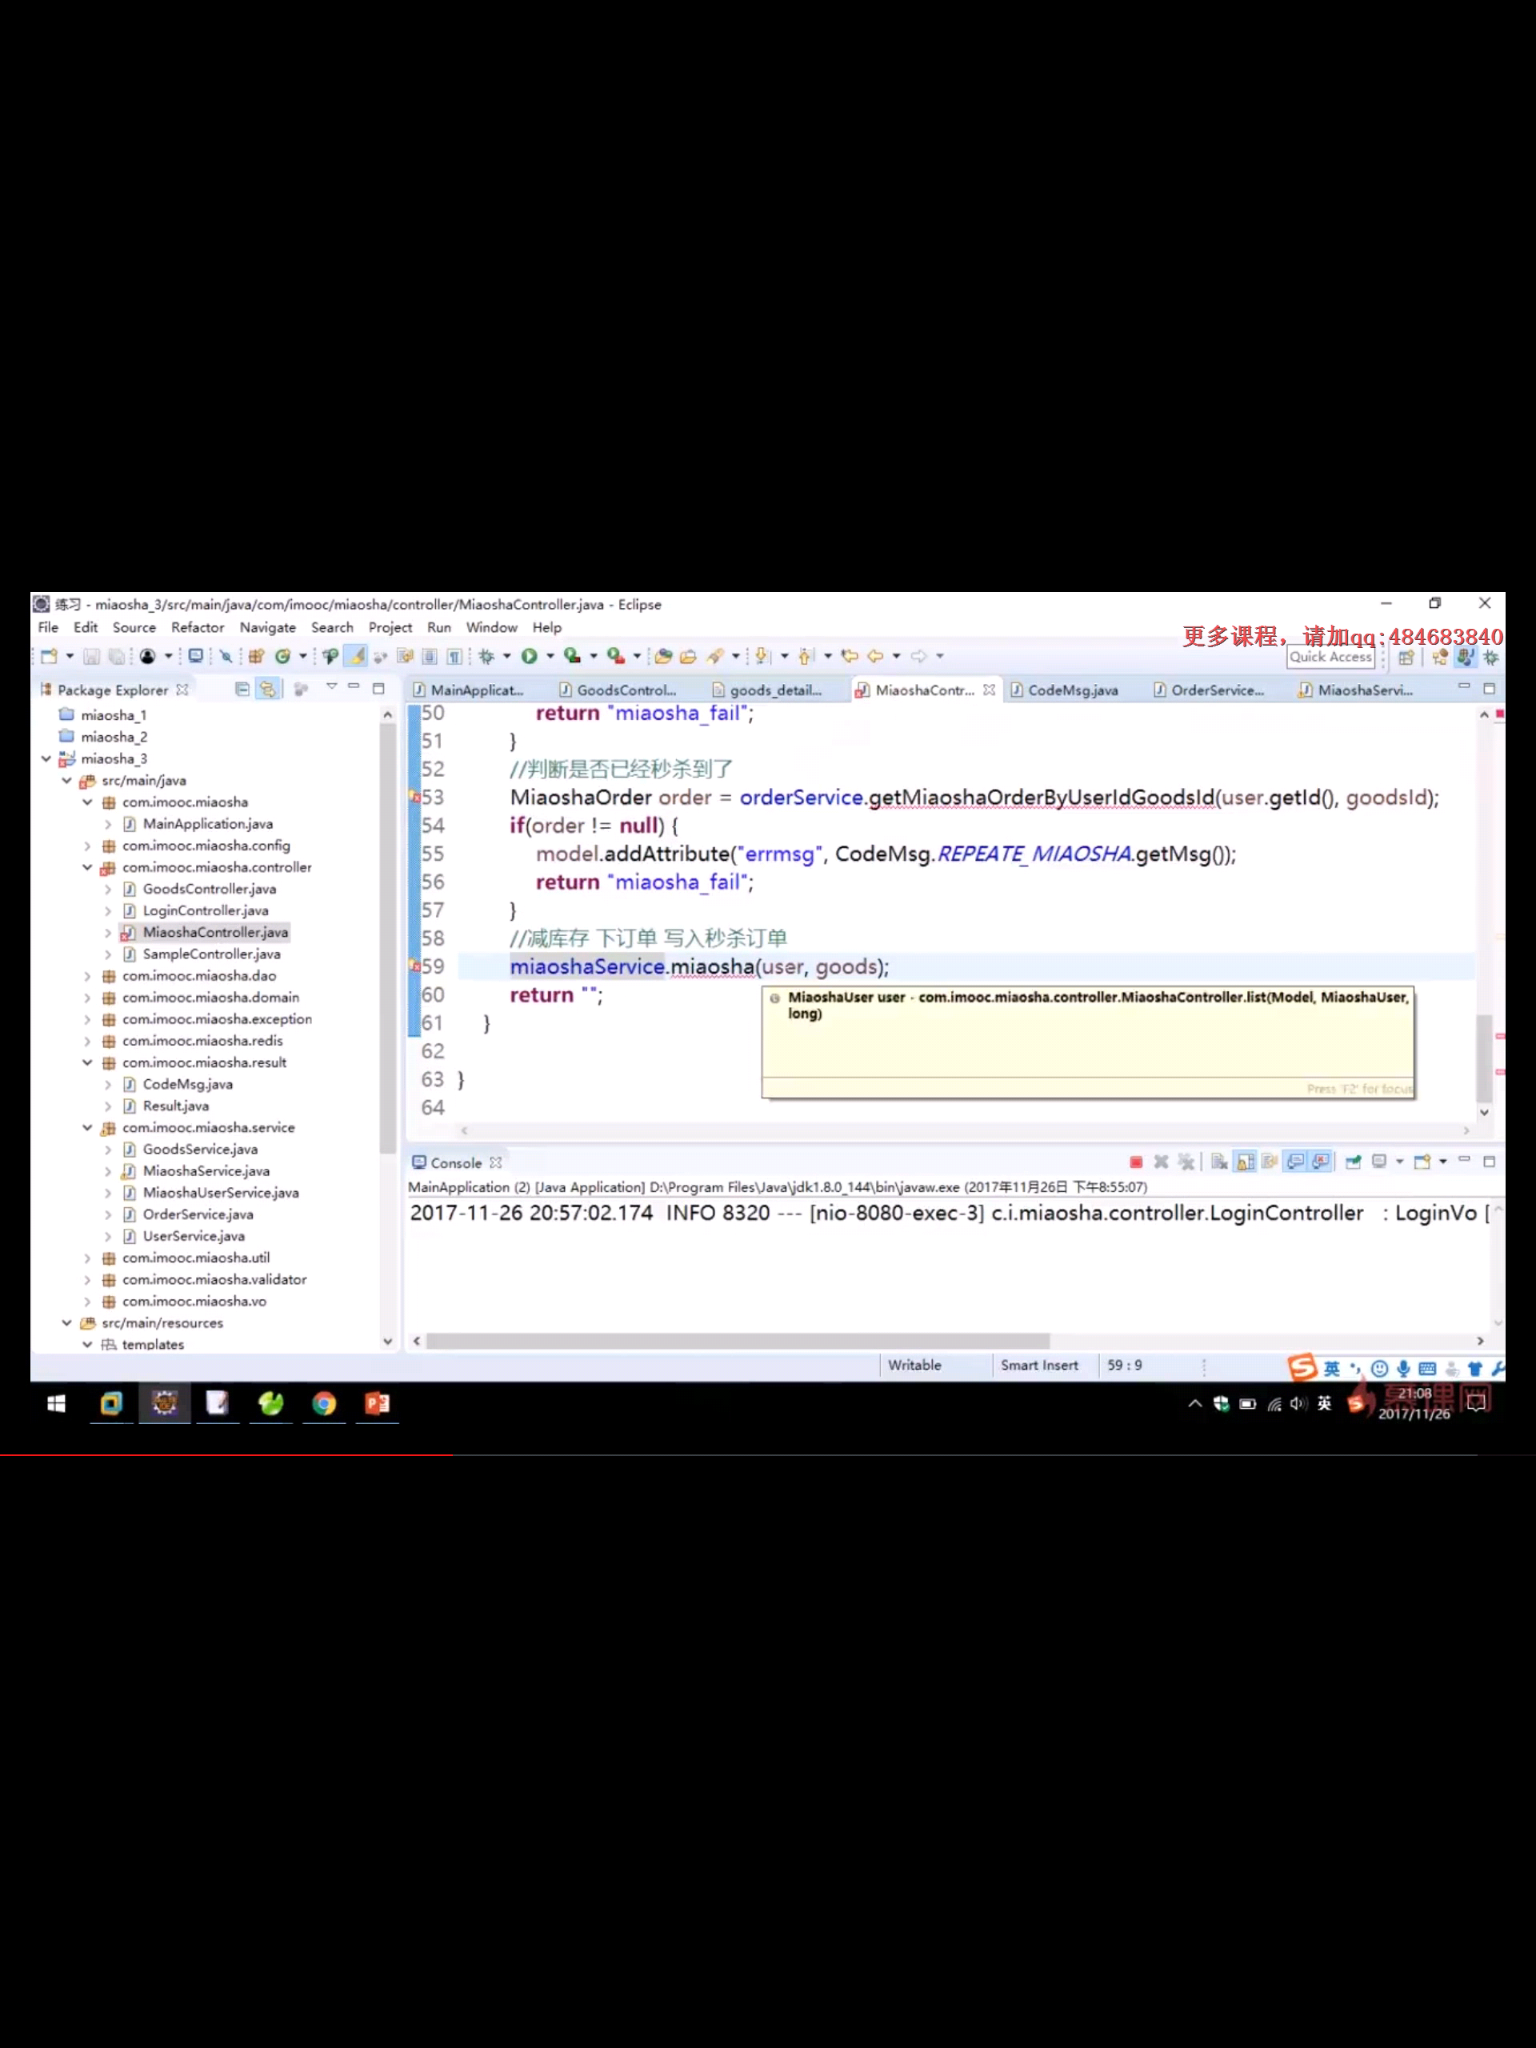 练习 - miaosha_3/src/main/java/com/imooc/miaosha/controller/MiaoshaController.java - Eclipse
File Edit Source Refactor Navigate Search Project Run Window Help
更多课程，请加qq:484683840
Quick Access
Package Explorer
MainApplicat... GoodsControl... goods_detail... MiaoshaContr... CodeMsg.java OrderService... MiaoshaServi...
miaosha_1
miaosha_2
miaosha_3
src/main/java
com.imooc.miaosha
MainApplication.java
com.imooc.miaosha.config
com.imooc.miaosha.controller
GoodsController.java
LoginController.java
MiaoshaController.java
SampleController.java
com.imooc.miaosha.dao
com.imooc.miaosha.domain
com.imooc.miaosha.exception
com.imooc.miaosha.redis
com.imooc.miaosha.result
CodeMsg.java
Result.java
com.imooc.miaosha.service
GoodsService.java
MiaoshaService.java
MiaoshaUserService.java
OrderService.java
UserService.java
com.imooc.miaosha.util
com.imooc.miaosha.validator
com.imooc.miaosha.vo
src/main/resources
templates
50 return "miaosha_fail";
51 }
52 //判断是否已经秒杀到了
53 MiaoshaOrder order = orderService.getMiaoshaOrderByUserIdGoodsId(user.getId(), goodsId);
54 if(order != null) {
55 model.addAttribute("errmsg", CodeMsg.REPEATE_MIAOSHA.getMsg());
56 return "miaosha_fail";
57 }
58 //减库存 下订单 写入秒杀订单
59 miaoshaService.miaosha(user, goods);
60 return "";
61 }
62
63 }
64
MiaoshaUser user - com.imooc.miaosha.controller.MiaoshaController.list(Model, MiaoshaUser,
long)
Press 'F2' for focus
Console
MainApplication (2) [Java Application] D:\Program Files\Java\jdk1.8.0_144\bin\javaw.exe (2017年11月26日 下午8:55:07)
2017-11-26 20:57:02.174 INFO 8320 --- [nio-8080-exec-3] c.i.miaosha.controller.LoginController : LoginVo [
Writable Smart Insert 59 : 9
英
英
21:08
2017/11/26
慕课网